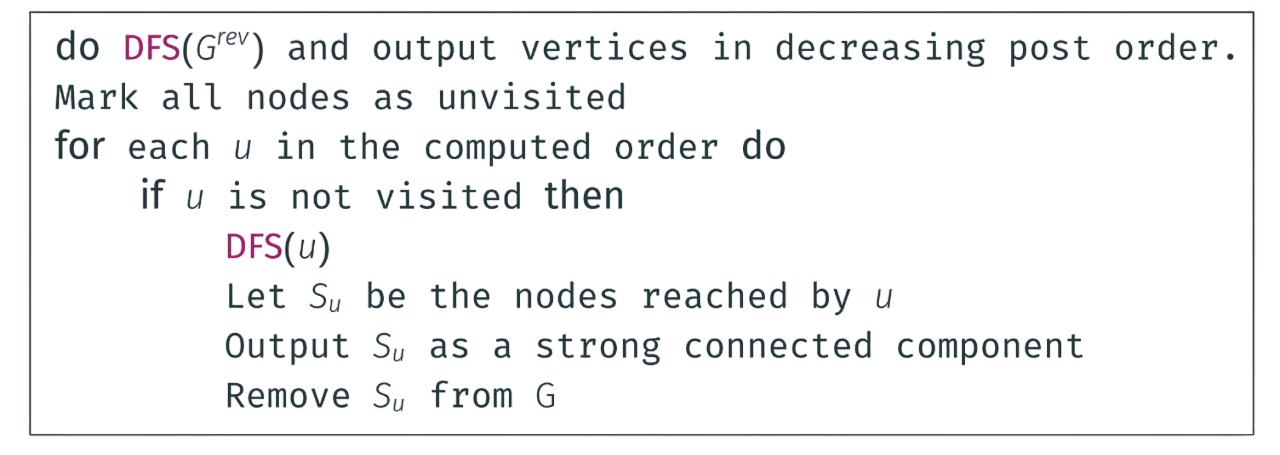 do DFS(G^rev) and output vertices in decreasing post order.
Mark all nodes as unvisited
for each u in the computed order do
if u is not visited then
DFS(u)
Let S_u be the nodes reached by u
Output S_u as a strong connected component
Remove S_u from G